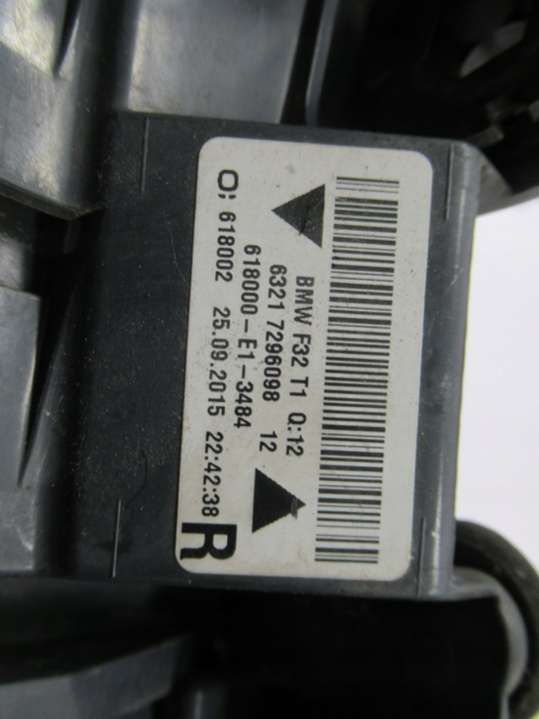 BMW F32 T1 Q:12
6321 7296098 12
618000-E1-3484
O: 618002 25.09.2015 22:42:38
R